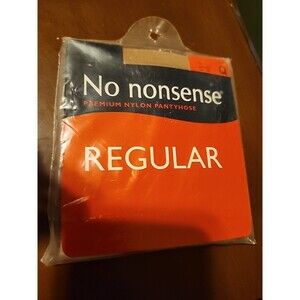 Q
No nonsense®
PREMIUM NYLON PANTYHOSE
REGULAR